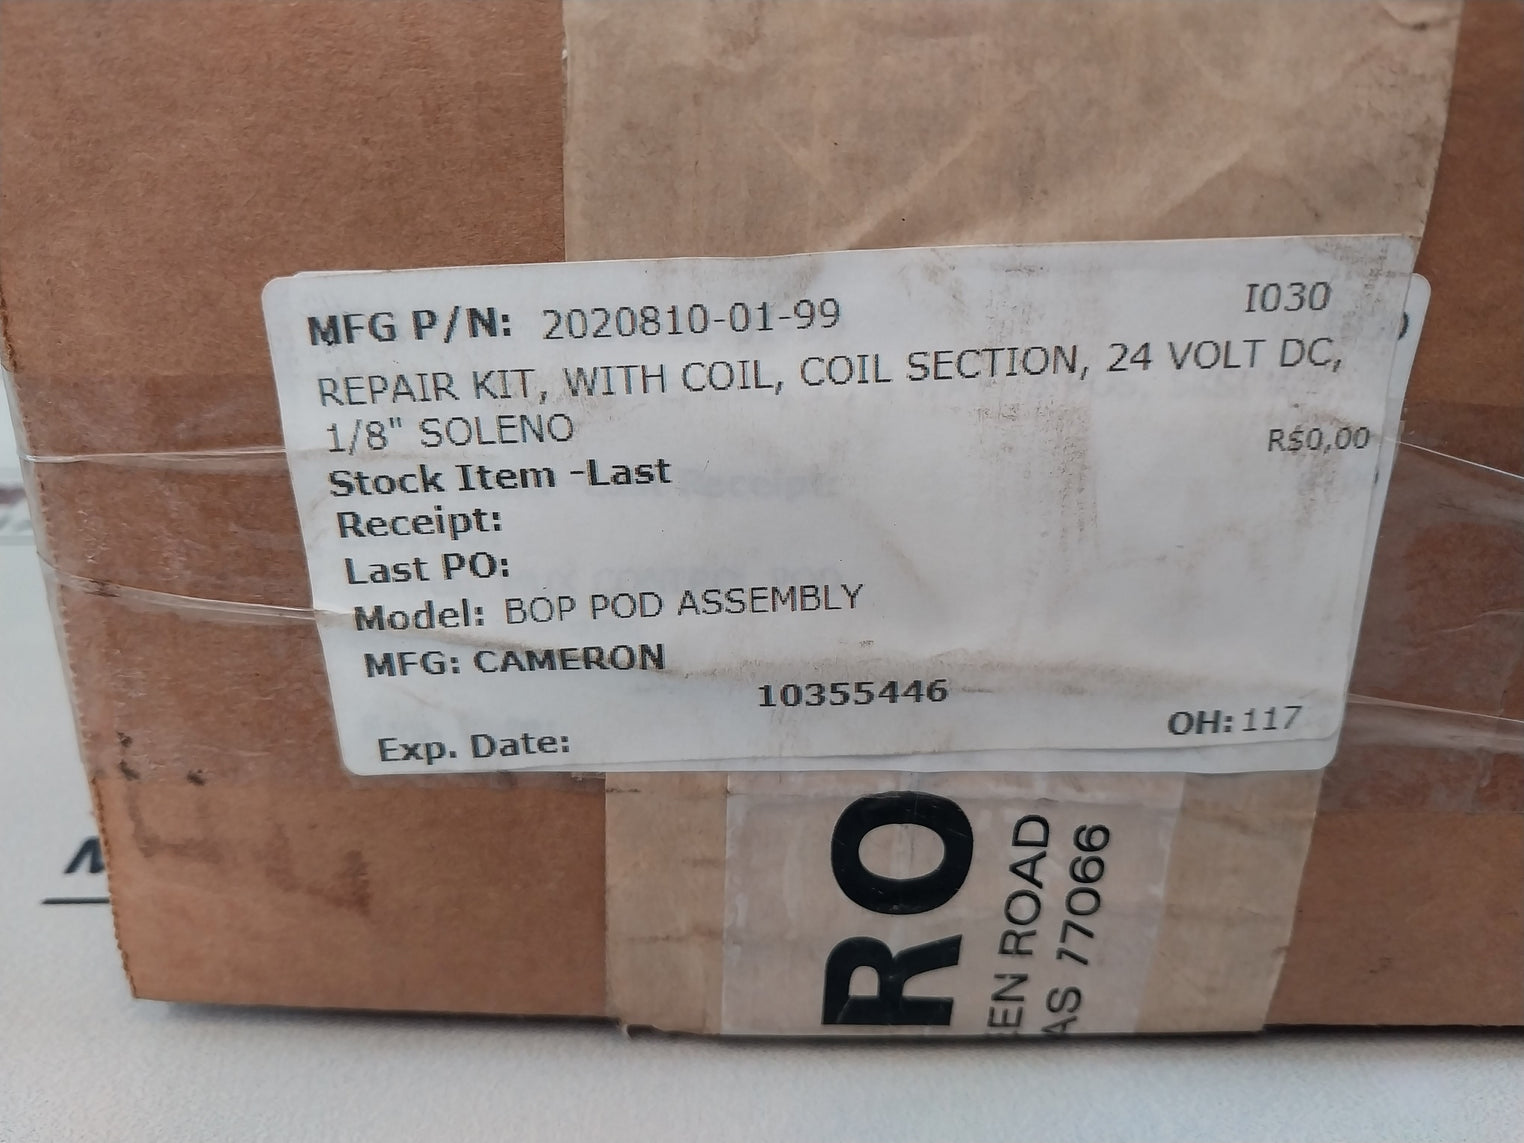 MFG P/N: 2020810-01-99 I030
REPAIR KIT, WITH COIL, COIL SECTION, 24 VOLT DC,
1/8" SOLENO R$0,00
Stock Item -Last
Receipt:
Last PO:
Model: BOP POD ASSEMBLY
MFG: CAMERON
10355446
Exp. Date: OH: 117
RO
EEN ROAD
AS 77066